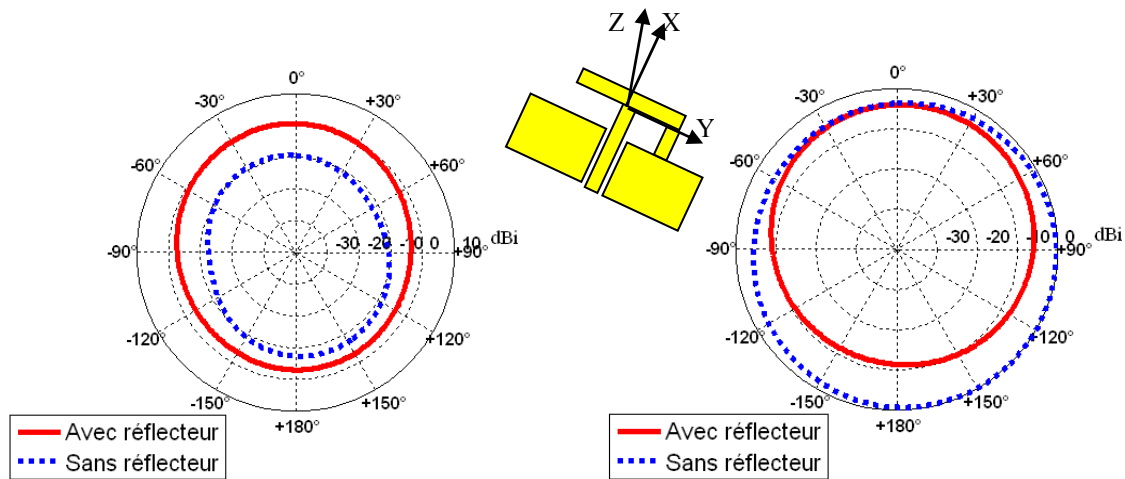 Z X
Y
0°
-30° +30°
-60° +60°
-90° -30 -20 -10 0 10 dBi +90°
-120° +120°
-150° +150°
+180°
Avec réflecteur
Sans réflecteur
0°
-30° +30°
-60° +60°
-90° -30 -20 -10 0 dBi +90°
-120° +120°
-150° +150°
+180°
Avec réflecteur
Sans réflecteur